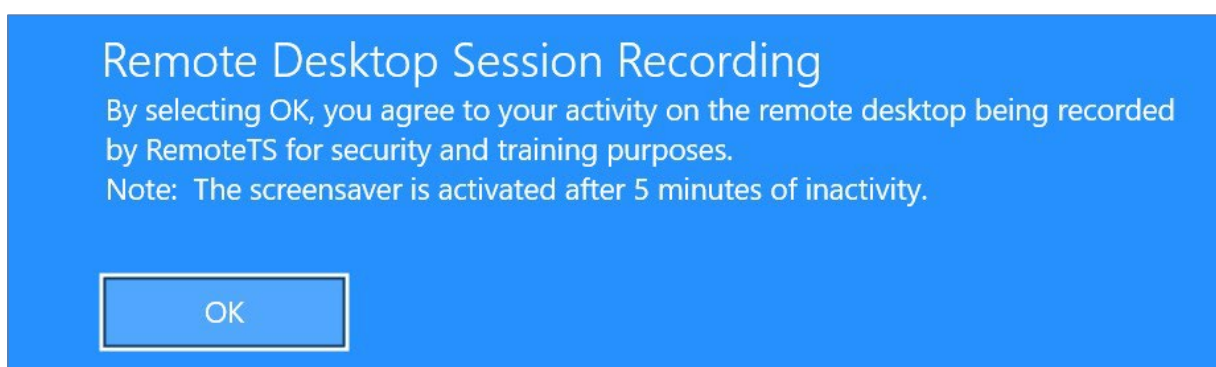 Remote Desktop Session Recording
By selecting OK, you agree to your activity on the remote desktop being recorded
by RemoteTS for security and training purposes.
Note:  The screensaver is activated after 5 minutes of inactivity.
OK